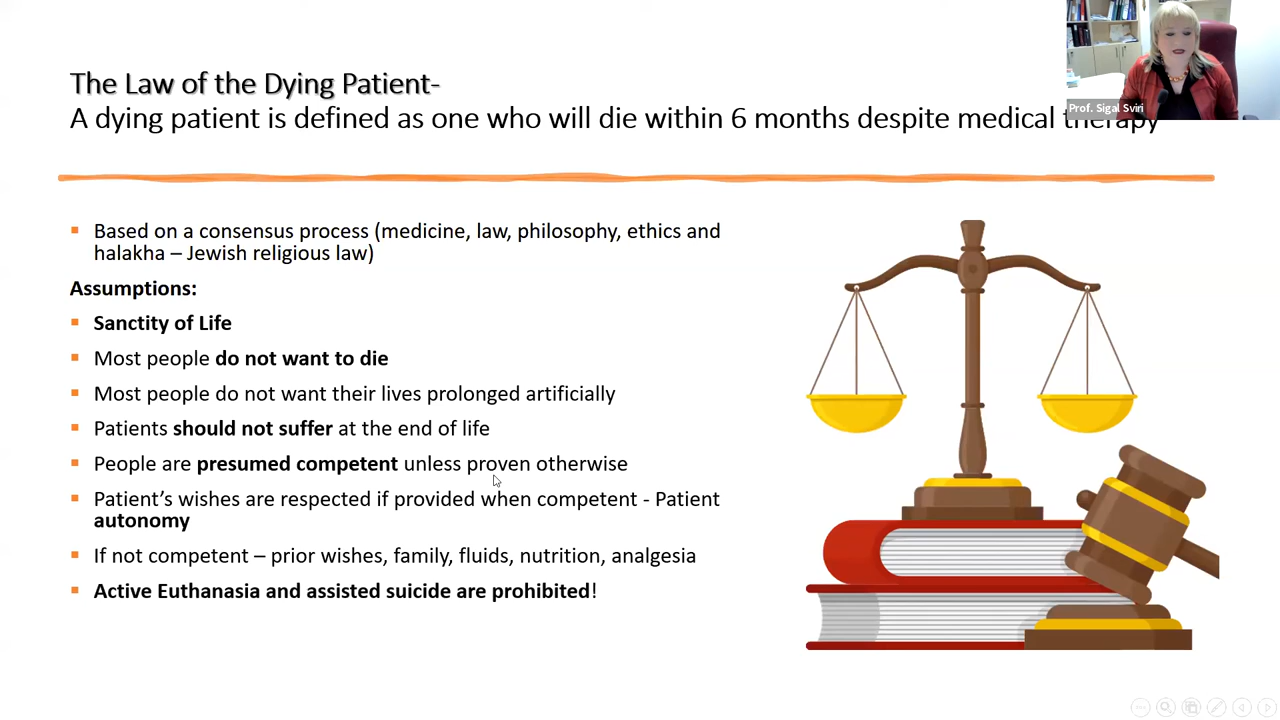 The Law of the Dying Patient-
A dying patient is defined as one who will die within 6 months despite medical therapy
Prof. Sigal Sviri
▪ Based on a consensus process (medicine, law, philosophy, ethics and
halakha – Jewish religious law)
Assumptions:
▪ Sanctity of Life
▪ Most people do not want to die
▪ Most people do not want their lives prolonged artificially
▪ Patients should not suffer at the end of life
▪ People are presumed competent unless proven otherwise
▪ Patient’s wishes are respected if provided when competent - Patient
autonomy
▪ If not competent – prior wishes, family, fluids, nutrition, analgesia
▪ Active Euthanasia and assisted suicide are prohibited!